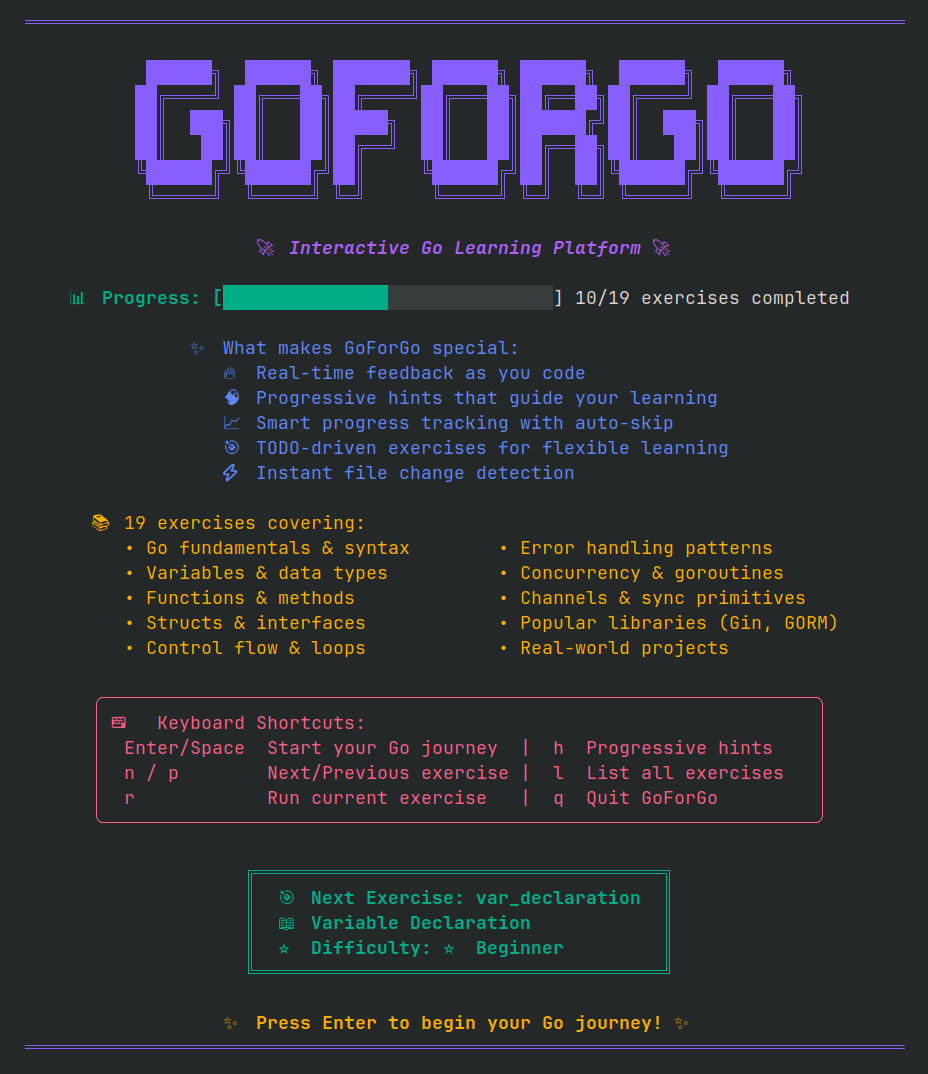 GOFORGO
🚀 Interactive Go Learning Platform 🚀
📊 Progress: [ ] 10/19 exercises completed
✨ What makes GoForGo special:
🔥 Real-time feedback as you code
🧠 Progressive hints that guide your learning
📈 Smart progress tracking with auto-skip
🎯 TODO-driven exercises for flexible learning
⚡ Instant file change detection
📚 19 exercises covering:
• Go fundamentals & syntax • Error handling patterns
• Variables & data types • Concurrency & goroutines
• Functions & methods • Channels & sync primitives
• Structs & interfaces • Popular libraries (Gin, GORM)
• Control flow & loops • Real-world projects
⌨ Keyboard Shortcuts:
Enter/Space Start your Go journey | h Progressive hints
n / p Next/Previous exercise | l List all exercises
r Run current exercise | q Quit GoForGo
🎯 Next Exercise: var_declaration
📖 Variable Declaration
⭐ Difficulty: ⭐ Beginner
✨ Press Enter to begin your Go journey! ✨